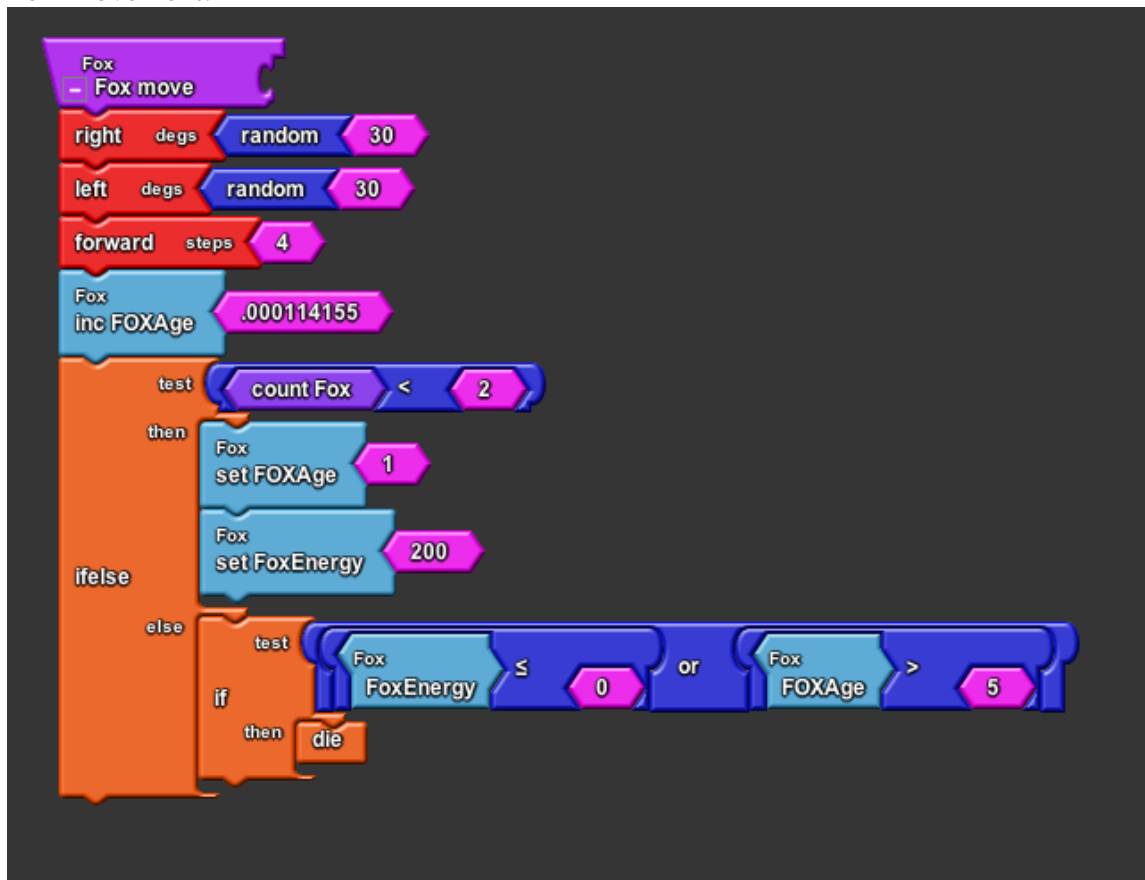 Fox
Fox move
right degs random 30
left degs random 30
forward steps 4
Fox
inc FOXAge .000114155
test count Fox < 2
then
Fox
set FOXAge 1
Fox
set FoxEnergy 200
ifelse
else
test Fox FoxEnergy ≤ 0 or Fox FOXAge > 5
if
then die